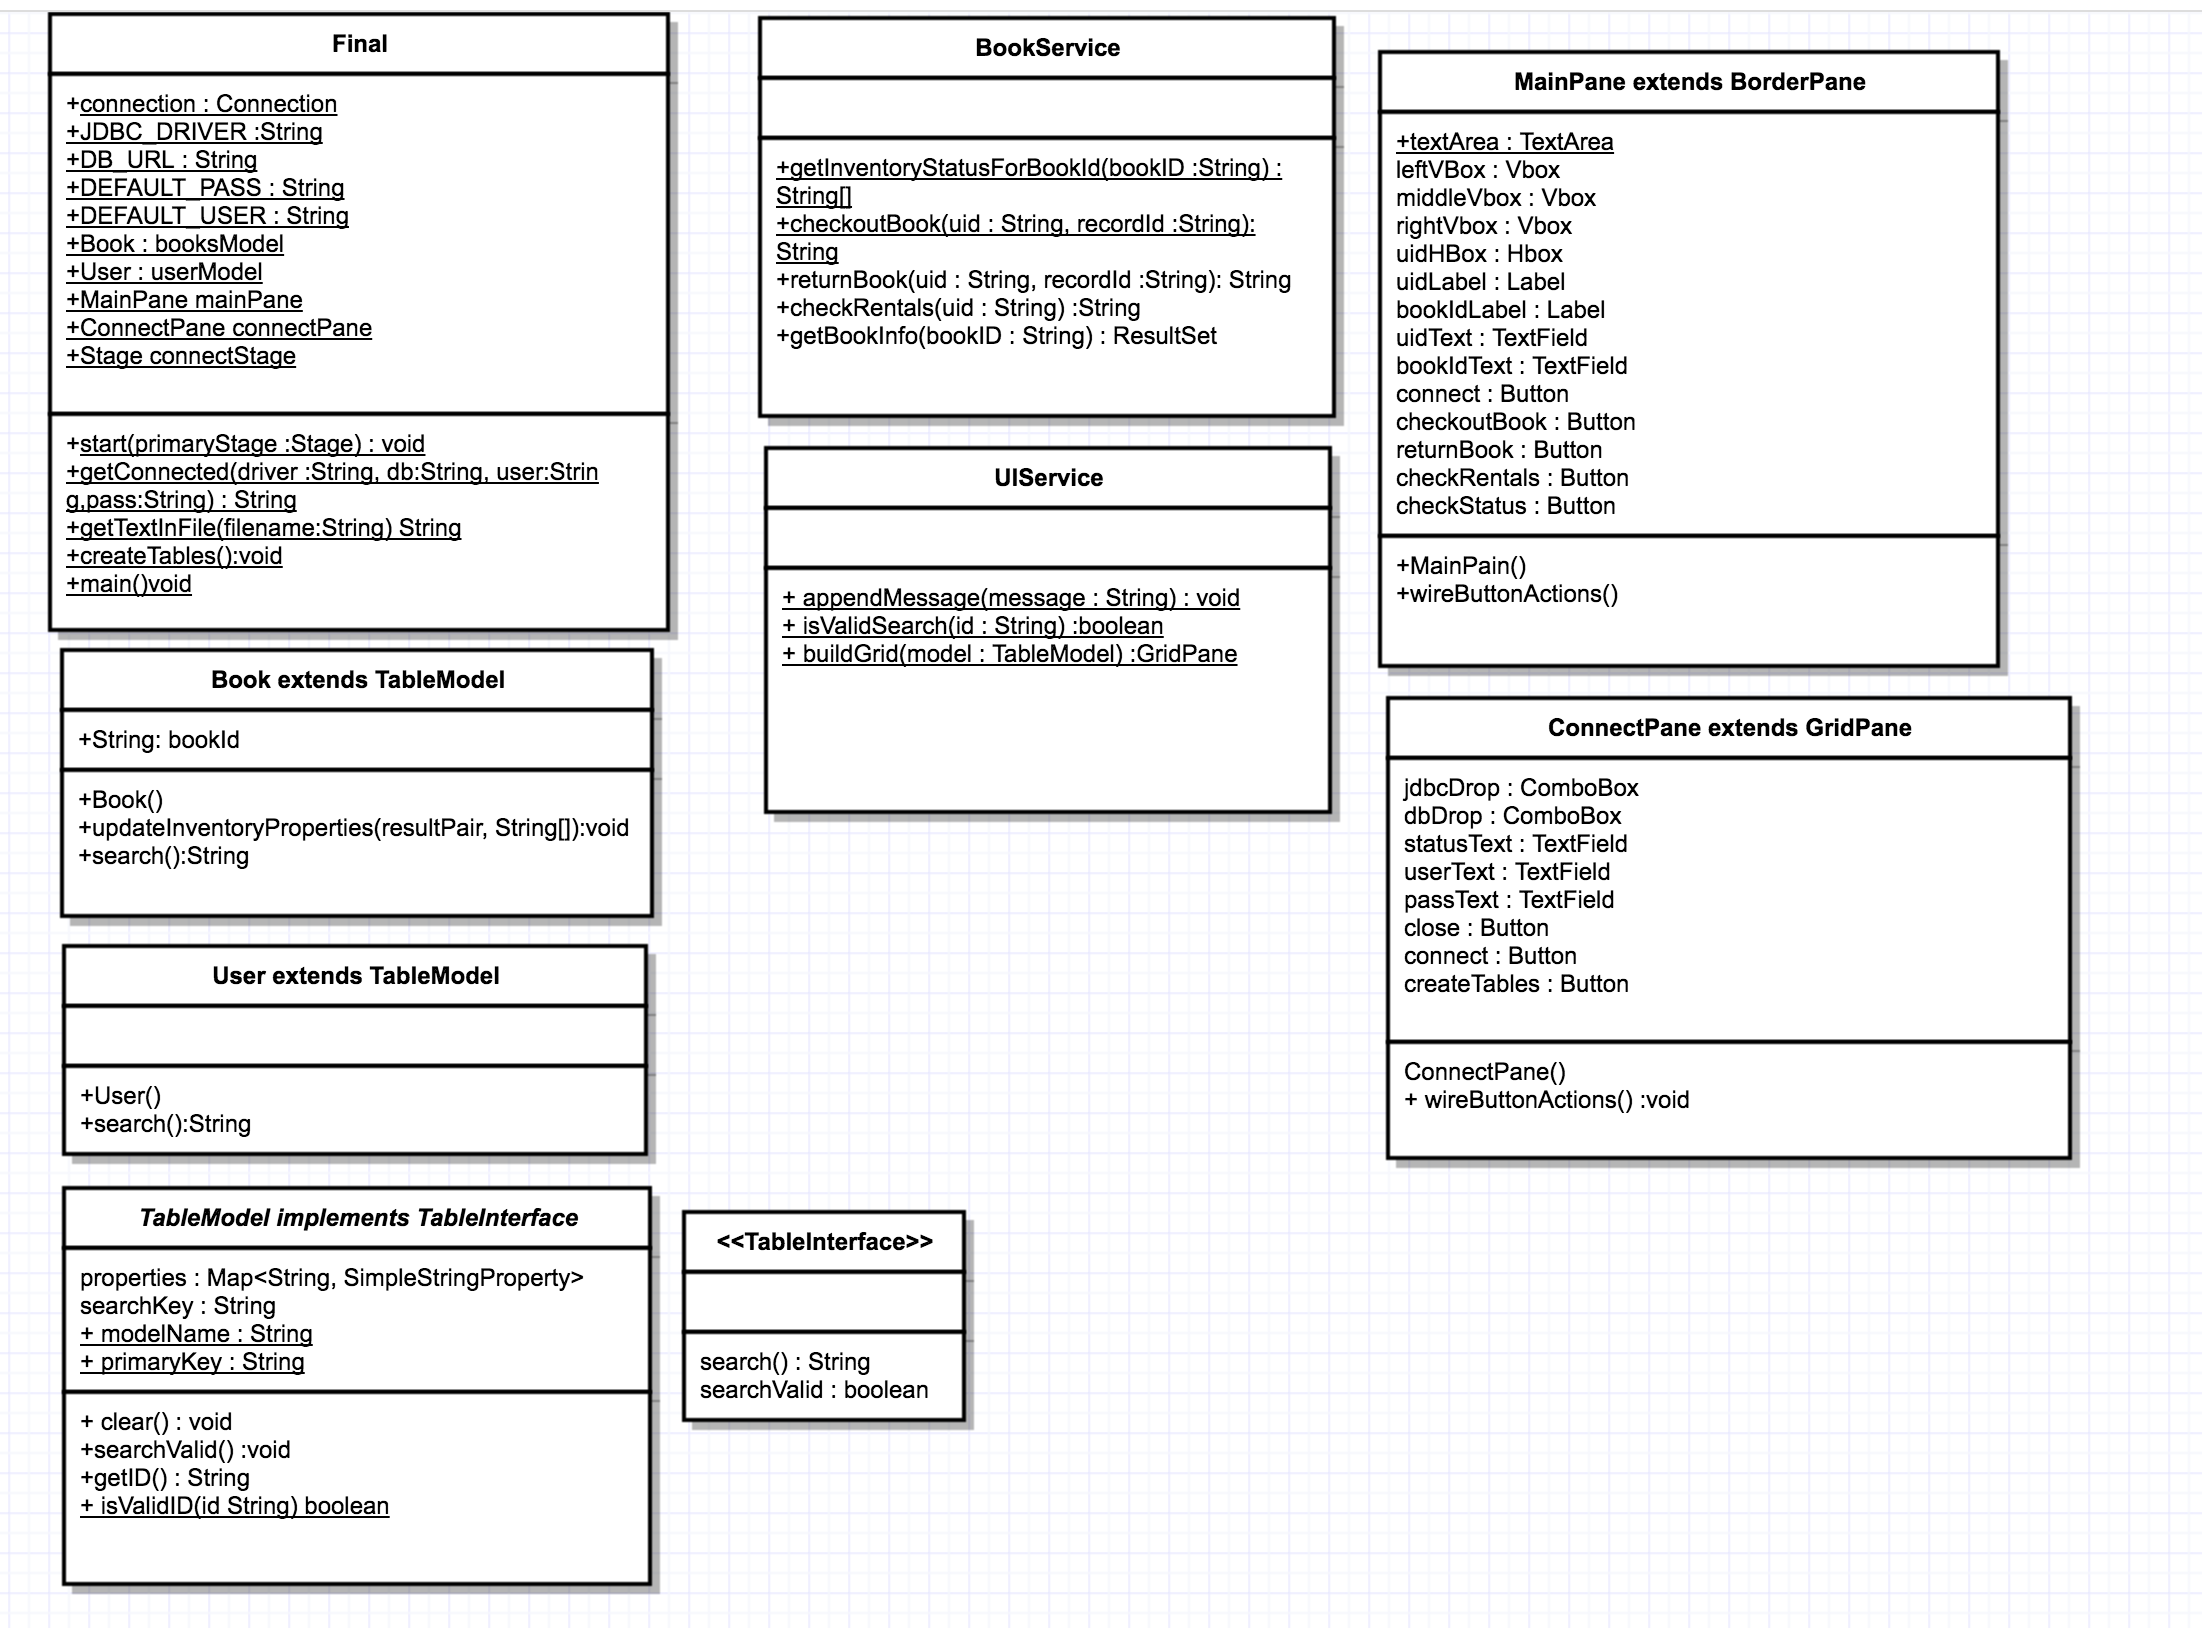 Final
+connection : Connection
+JDBC_DRIVER :String
+DB_URL : String
+DEFAULT_PASS : String
+DEFAULT_USER : String
+Book : booksModel
+User : userModel
+MainPane mainPane
+ConnectPane connectPane
+Stage connectStage
+start(primaryStage :Stage) : void
+getConnected(driver :String, db:String, user:Strin
g,pass:String) : String
+getTextInFile(filename:String) String
+createTables():void
+main()void
Book extends TableModel
+String: bookId
+Book()
+updateInventoryProperties(resultPair, String[]):void
+search():String
User extends TableModel
+User()
+search():String
TableModel implements TableInterface
properties : Map<String, SimpleStringProperty>
searchKey : String
+ modelName : String
+ primaryKey : String
+ clear() : void
+searchValid() :void
+getID() : String
+ isValidID(id String) boolean
<<TableInterface>>
search() : String
searchValid : boolean
BookService
+getInventoryStatusForBookId(bookID :String) :
String[]
+checkoutBook(uid : String, recordId :String):
String
+returnBook(uid : String, recordId :String): String
+checkRentals(uid : String) :String
+getBookInfo(bookID : String) : ResultSet
UIService
+ appendMessage(message : String) : void
+ isValidSearch(id : String) :boolean
+ buildGrid(model : TableModel) :GridPane
MainPane extends BorderPane
+textArea : TextArea
leftVBox : Vbox
middleVbox : Vbox
rightVbox : Vbox
uidHBox : Hbox
uidLabel : Label
bookIdLabel : Label
uidText : TextField
bookIdText : TextField
connect : Button
checkoutBook : Button
returnBook : Button
checkRentals : Button
checkStatus : Button
+MainPain()
+wireButtonActions()
ConnectPane extends GridPane
jdbcDrop : ComboBox
dbDrop : ComboBox
statusText : TextField
userText : TextField
passText : TextField
close : Button
connect : Button
createTables : Button
ConnectPane()
+ wireButtonActions() :void